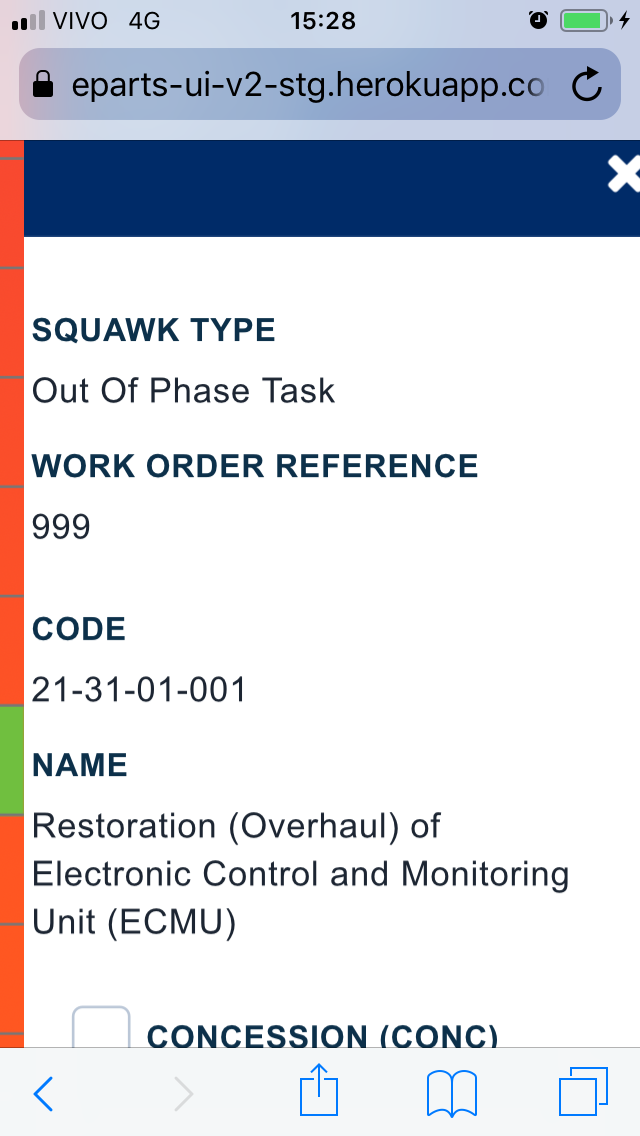 VIVO 4G 15:28
eparts-ui-v2-stg.herokuapp.co
SQUAWK TYPE
Out Of Phase Task
WORK ORDER REFERENCE
999
CODE
21-31-01-001
NAME
Restoration (Overhaul) of
Electronic Control and Monitoring
Unit (ECMU)
CONCESSION (CONC)